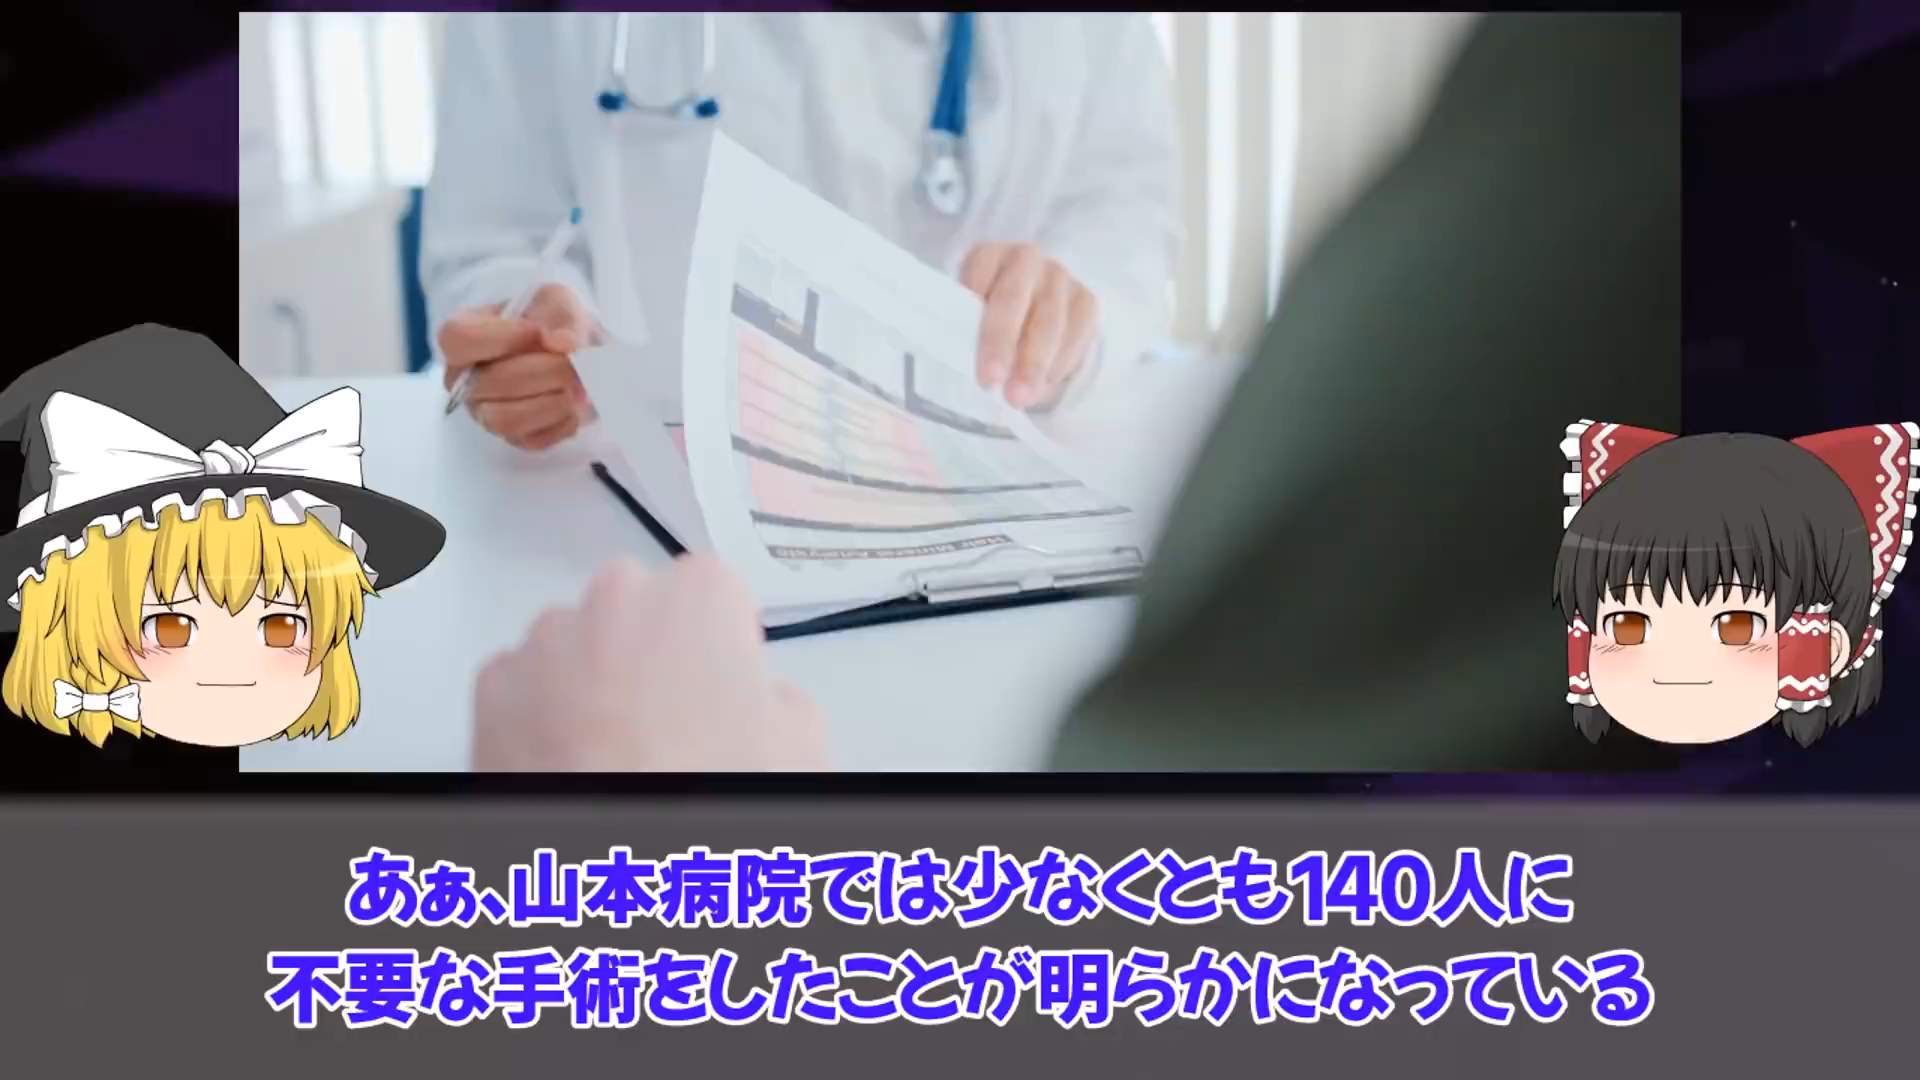 あぁ、山本病院では少なくとも140人に
不要な手術をしたことが明らかになっている